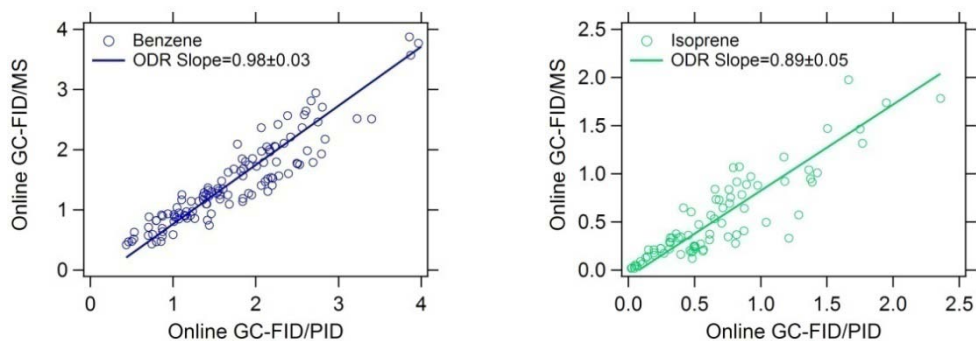 Benzene
ODR Slope=0.98±0.03
Online GC-FID/MS
4
3
2
1
0
0 1 2 3 4
Online GC-FID/PID
Isoprene
ODR Slope=0.89±0.05
Online GC-FID/MS
2.5
2.0
1.5
1.0
0.5
0.0
0.0 0.5 1.0 1.5 2.0 2.5
Online GC-FID/PID